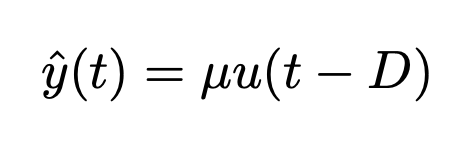 ŷ(t) = μu(t − D)